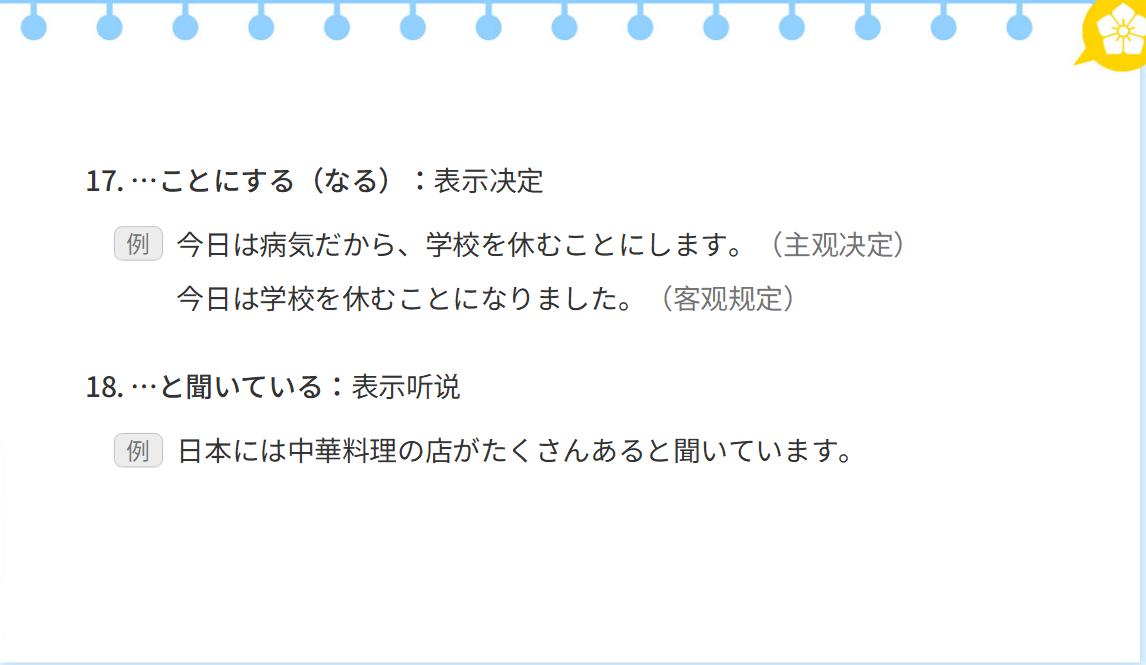 17. …ことにする（なる）：表示决定
例 今日は病気だから、学校を休むことにします。（主观决定）
今日は学校を休むことになりました。（客观规定）
18. …と聞いている：表示听说
例 日本には中華料理の店がたくさんあると聞いています。